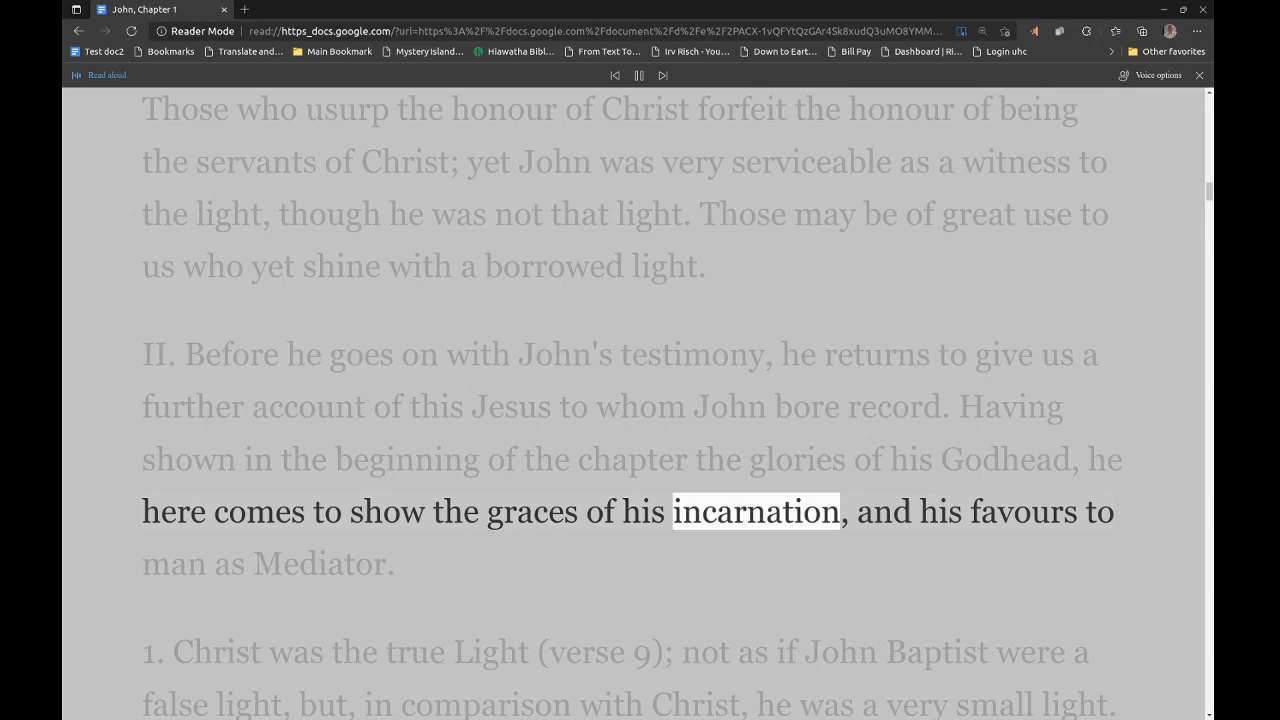 John, Chapter 1
Reader Mode
read://https_docs.google.com/?url=https%3A%2F%2Fdocs.google.com%2Fdocument%2Fd%2Fe%2F2PACX-1vQFYtQzGAr4Sk8xudQ3uMO8YMM...
Test doc2 Bookmarks Translate and... Main Bookmark Mystery Island... Hiawatha Bibl... From Text To... Irv Risch - You... Down to Eart... Bill Pay Dashboard | Ri... Login uhc Other favorites
Read aloud Voice options
Those who usurp the honour of Christ forfeit the honour of being
the servants of Christ; yet John was very serviceable as a witness to
the light, though he was not that light. Those may be of great use to
us who yet shine with a borrowed light.
II. Before he goes on with John's testimony, he returns to give us a
further account of this Jesus to whom John bore record. Having
shown in the beginning of the chapter the glories of his Godhead, he
here comes to show the graces of his incarnation, and his favours to
man as Mediator.
1. Christ was the true Light (verse 9); not as if John Baptist were a
false light, but, in comparison with Christ, he was a very small light.